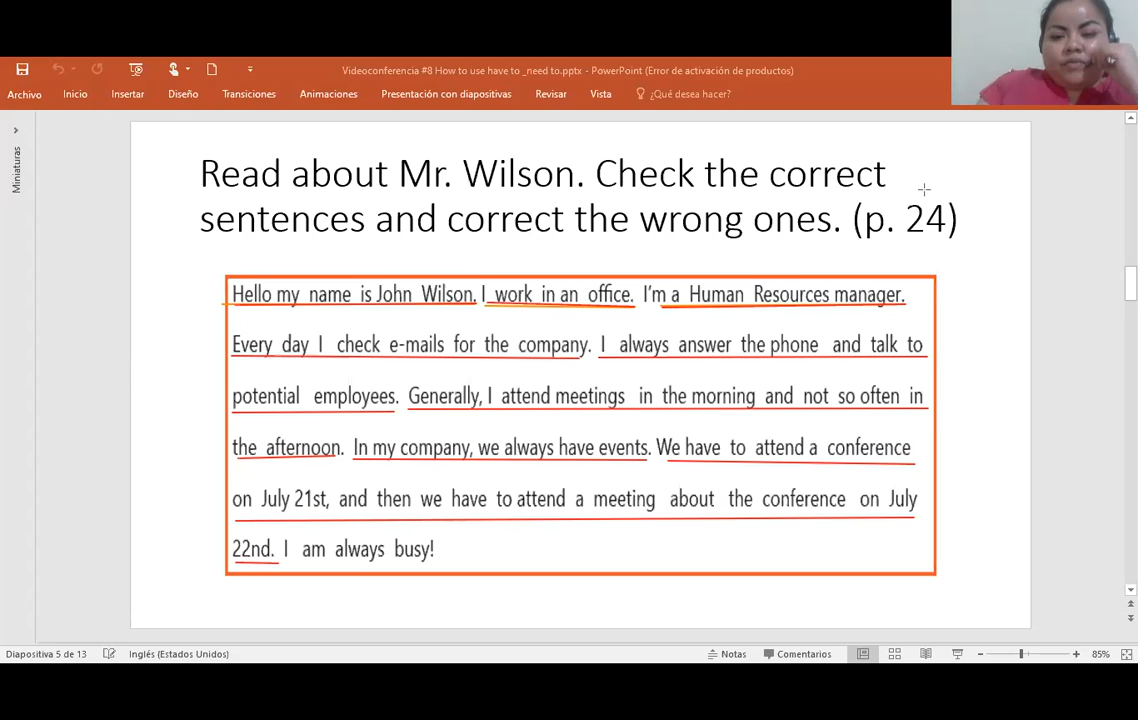 Videoconferencia #8 How to use have to _need to.pptx - PowerPoint (Error de activación de productos)
Archivo Inicio Insertar Diseño Transiciones Animaciones Presentación con diapositivas Revisar Vista ¿Qué desea hacer?
Miniaturas
Read about Mr. Wilson. Check the correct
sentences and correct the wrong ones. (p. 24)
Hello my name is John Wilson. I work in an office. I'm a Human Resources manager.
Every day I check e-mails for the company. I always answer the phone and talk to
potential employees. Generally, I attend meetings in the morning and not so often in
the afternoon. In my company, we always have events. We have to attend a conference
on July 21st, and then we have to attend a meeting about the conference on July
22nd. I am always busy!
Diapositiva 5 de 13 Inglés (Estados Unidos) Notas Comentarios 85%